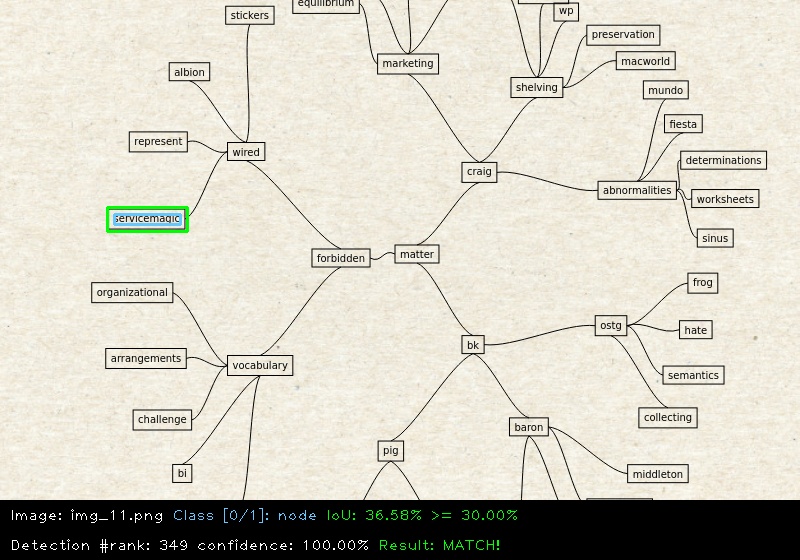 equilibrium
stickers
wp
preservation
marketing
macworld
albion
shelving
mundo
fiesta
represent
wired
craig
determinations
abnormalities
worksheets
servicemagic
sinus
forbidden
matter
organizational
frog
ostg
hate
bk
arrangements
vocabulary
semantics
challenge
collecting
baron
pig
bi
middleton
Image: img_11.png Class [0/1]: node IoU: 36.58% >= 30.00%
Detection #rank: 349 confidence: 100.00% Result: MATCH!